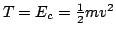 T = E_c = \frac{1}{2}mv^2